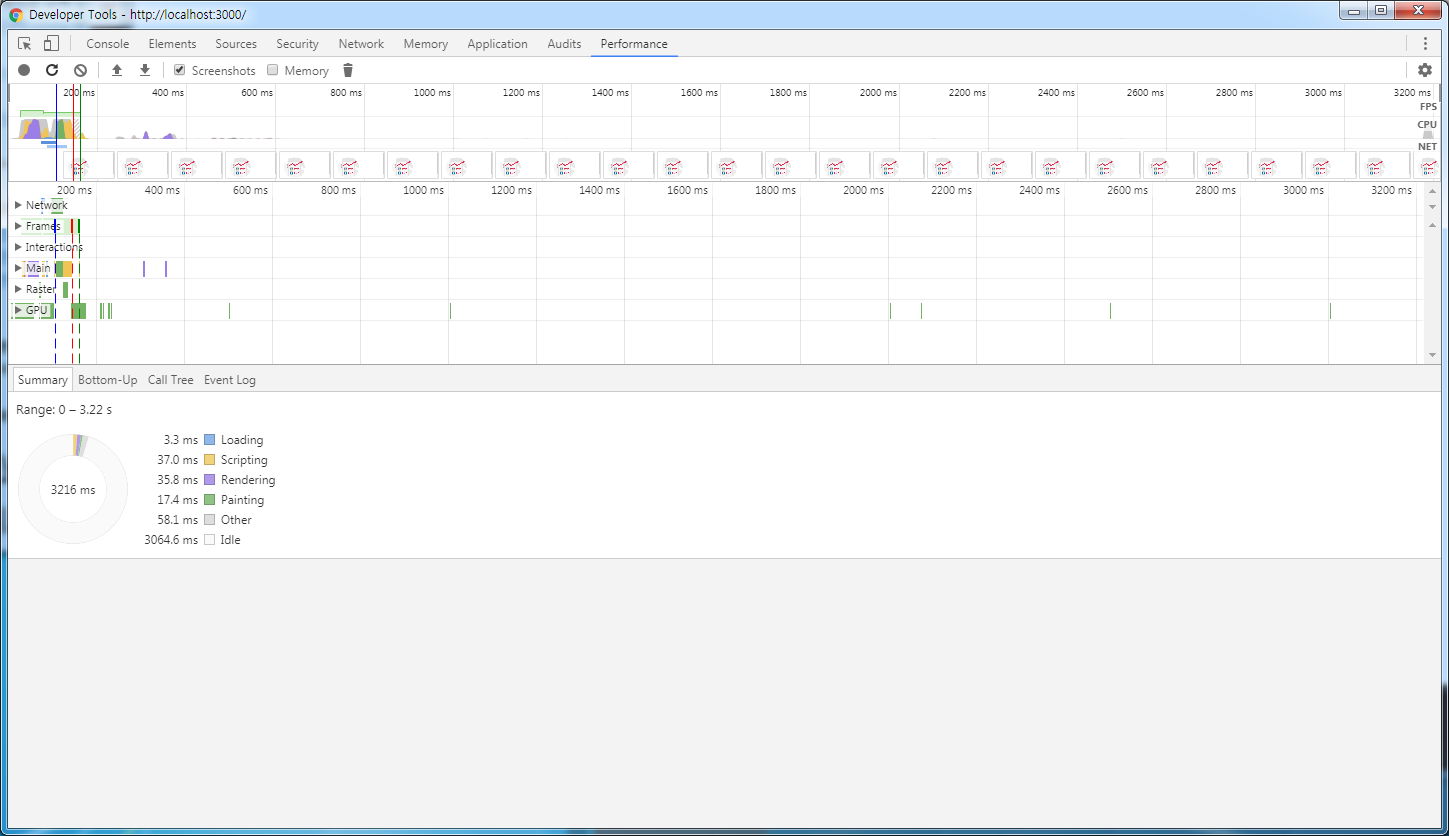 Developer Tools - http://localhost:3000/
Console Elements Sources Security Network Memory Application Audits Performance
Screenshots Memory
200 ms 400 ms 600 ms 800 ms 1000 ms 1200 ms 1400 ms 1600 ms 1800 ms 2000 ms 2200 ms 2400 ms 2600 ms 2800 ms 3000 ms 3200 ms
FPS
CPU
NET
200 ms 400 ms 600 ms 800 ms 1000 ms 1200 ms 1400 ms 1600 ms 1800 ms 2000 ms 2200 ms 2400 ms 2600 ms 2800 ms 3000 ms 3200 ms
Network
Frames
Interactions
Main
Raster
GPU
Summary Bottom-Up Call Tree Event Log
Range: 0 – 3.22 s
3.3 ms Loading
37.0 ms Scripting
35.8 ms Rendering
3216 ms
17.4 ms Painting
58.1 ms Other
3064.6 ms Idle